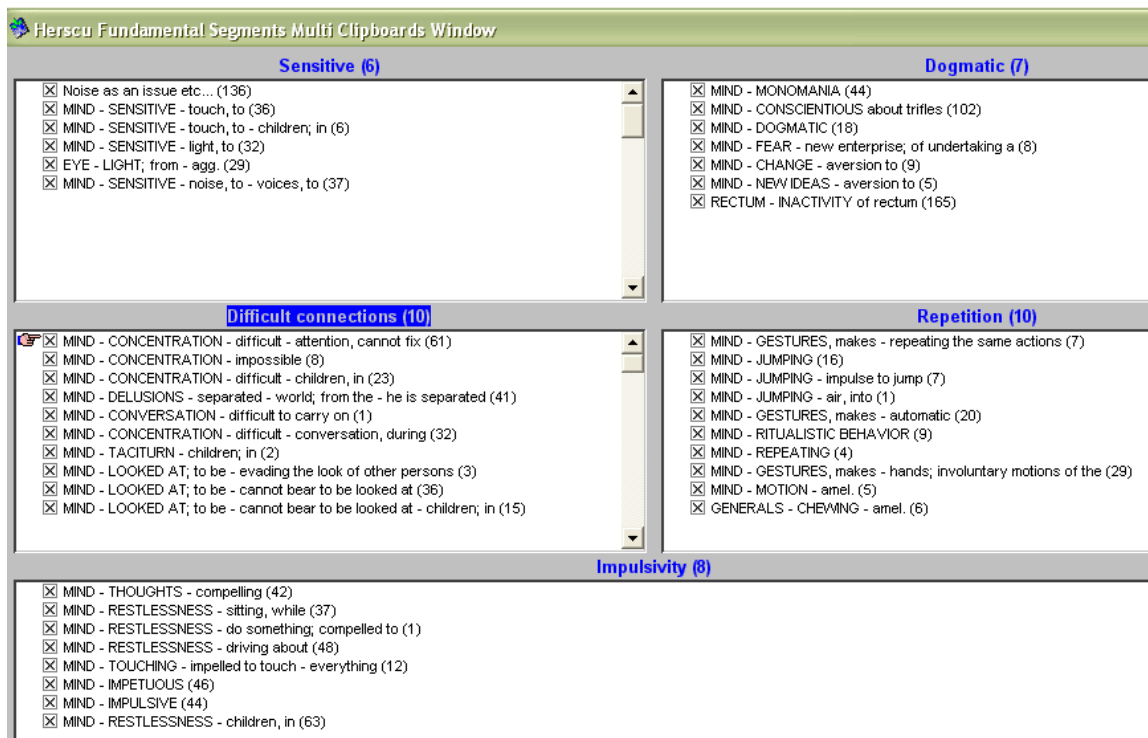 Herscu Fundamental Segments Multi Clipboards Window
Sensitive (6)
Noise as an issue etc... (136)
MIND - SENSITIVE - touch, to (36)
MIND - SENSITIVE - touch, to - children; in (6)
MIND - SENSITIVE - light, to (32)
EYE - LIGHT; from - agg. (29)
MIND - SENSITIVE - noise, to - voices, to (37)
Dogmatic (7)
MIND - MONOMANIA (44)
MIND - CONSCIENTIOUS about trifles (102)
MIND - DOGMATIC (18)
MIND - FEAR - new enterprise; of undertaking a (8)
MIND - CHANGE - aversion to (9)
MIND - NEW IDEAS - aversion to (5)
RECTUM - INACTIVITY of rectum (165)
Difficult connections (10)
MIND - CONCENTRATION - difficult - attention, cannot fix (61)
MIND - CONCENTRATION - impossible (8)
MIND - CONCENTRATION - difficult - children, in (23)
MIND - DELUSIONS - separated - world; from the - he is separated (41)
MIND - CONVERSATION - difficult to carry on (1)
MIND - CONCENTRATION - difficult - conversation, during (32)
MIND - TACITURN - children; in (2)
MIND - LOOKED AT; to be - evading the look of other persons (3)
MIND - LOOKED AT; to be - cannot bear to be looked at (36)
MIND - LOOKED AT; to be - cannot bear to be looked at - children; in (15)
Repetition (10)
MIND - GESTURES, makes - repeating the same actions (7)
MIND - JUMPING (16)
MIND - JUMPING - impulse to jump (7)
MIND - JUMPING - air, into (1)
MIND - GESTURES, makes - automatic (20)
MIND - RITUALISTIC BEHAVIOR (9)
MIND - REPEATING (4)
MIND - GESTURES, makes - hands; involuntary motions of the (29)
MIND - MOTION - amel. (5)
GENERALS - CHEWING - amel. (6)
Impulsivity (8)
MIND - THOUGHTS - compelling (42)
MIND - RESTLESSNESS - sitting, while (37)
MIND - RESTLESSNESS - do something; compelled to (1)
MIND - RESTLESSNESS - driving about (48)
MIND - TOUCHING - impelled to touch - everything (12)
MIND - IMPETUOUS (46)
MIND - IMPULSIVE (44)
MIND - RESTLESSNESS - children, in (63)